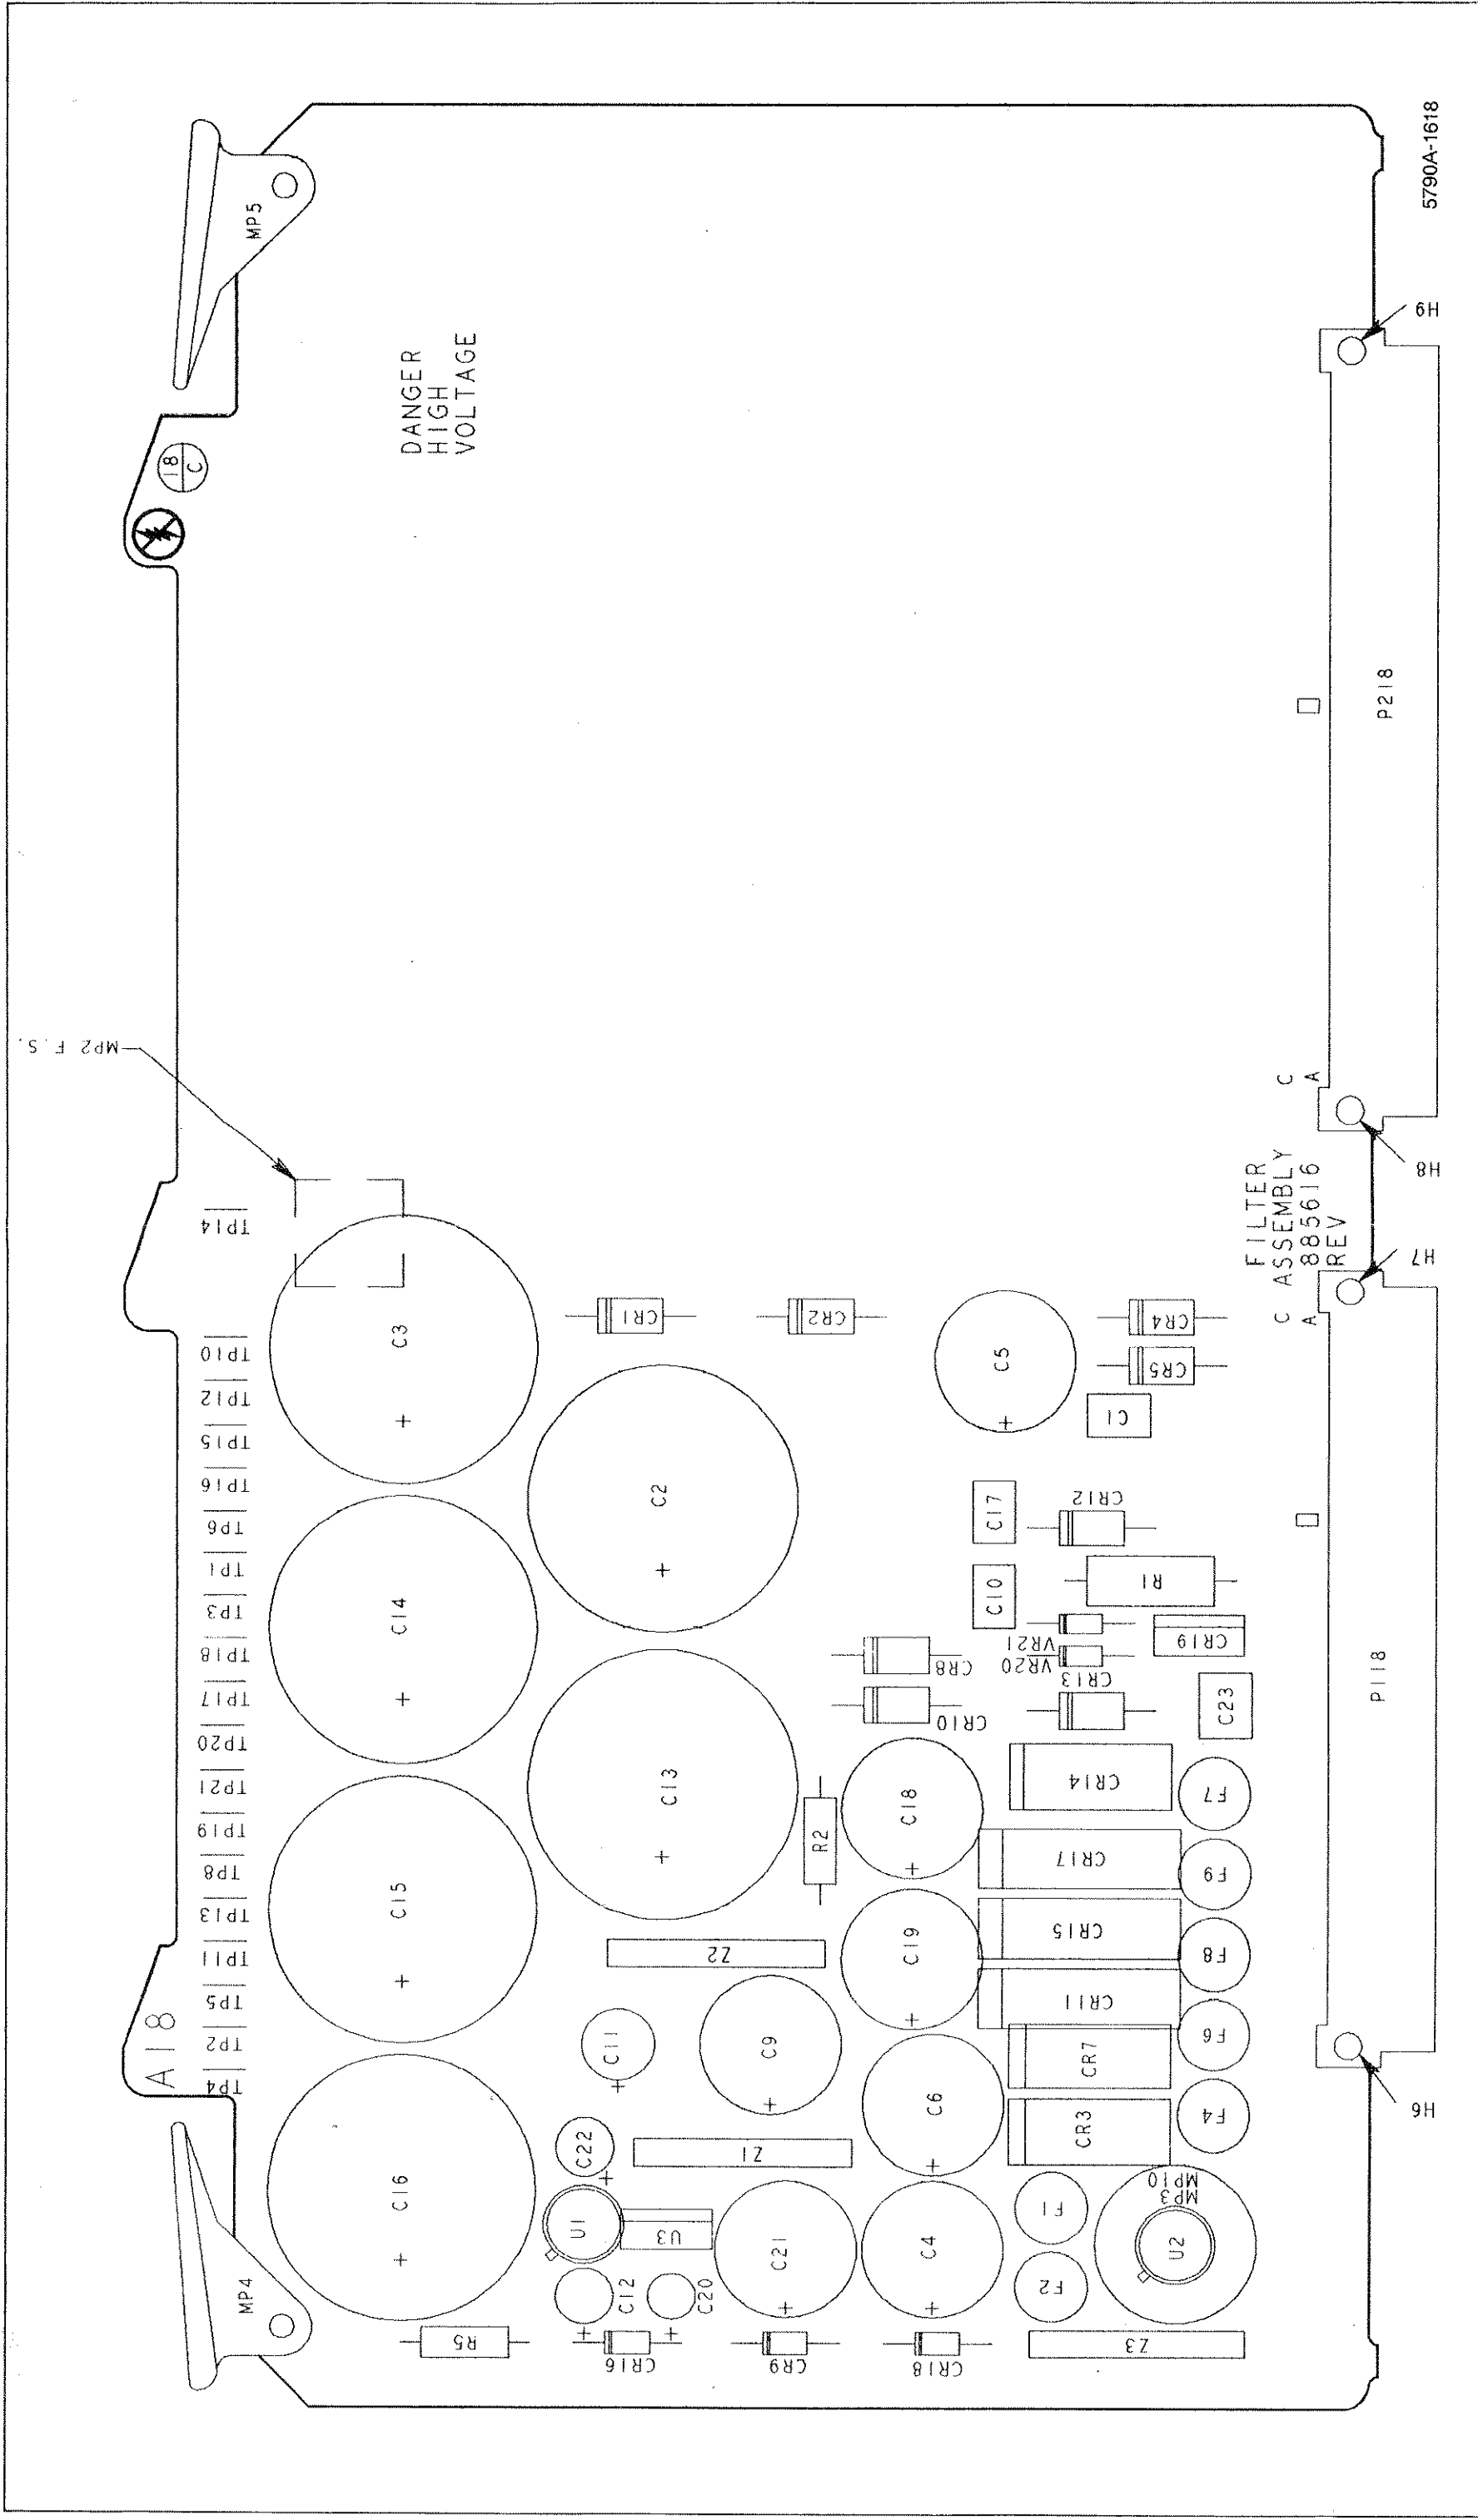 5790A-1618
MP5
18
C
DANGER
HIGH
VOLTAGE
H9
P218
MP2 F.S.
C
A
H8
FILTER
ASSEMBLY
885616
REV
H7
C
A
TP14
TP10
TP12
TP15
TP16
TP6
TP1
TP3
TP18
TP17
TP20
TP21
TP19
TP8
TP13
TP11
TP5
TP2
TP4
A18
C3
+
CR1
CR2
C5
+
CR4
CR5
C1
C2
+
C14
+
C17
CR12
C10
R1
VR21
VR20
CR19
CR8
CR10
CR13
C23
P118
C13
+
R2
C18
+
CR14
F7
CR17
F9
C15
+
Z2
C19
+
CR15
F8
CR11
F6
C11
+
C9
+
CR7
C6
+
CR3
F4
C22
+
Z1
C16
+
U1
U3
C21
+
C4
+
F1
F2
MP3
MP10
U2
H6
MP4
C12
+
C20
+
R5
CR16
CR9
CR18
Z3